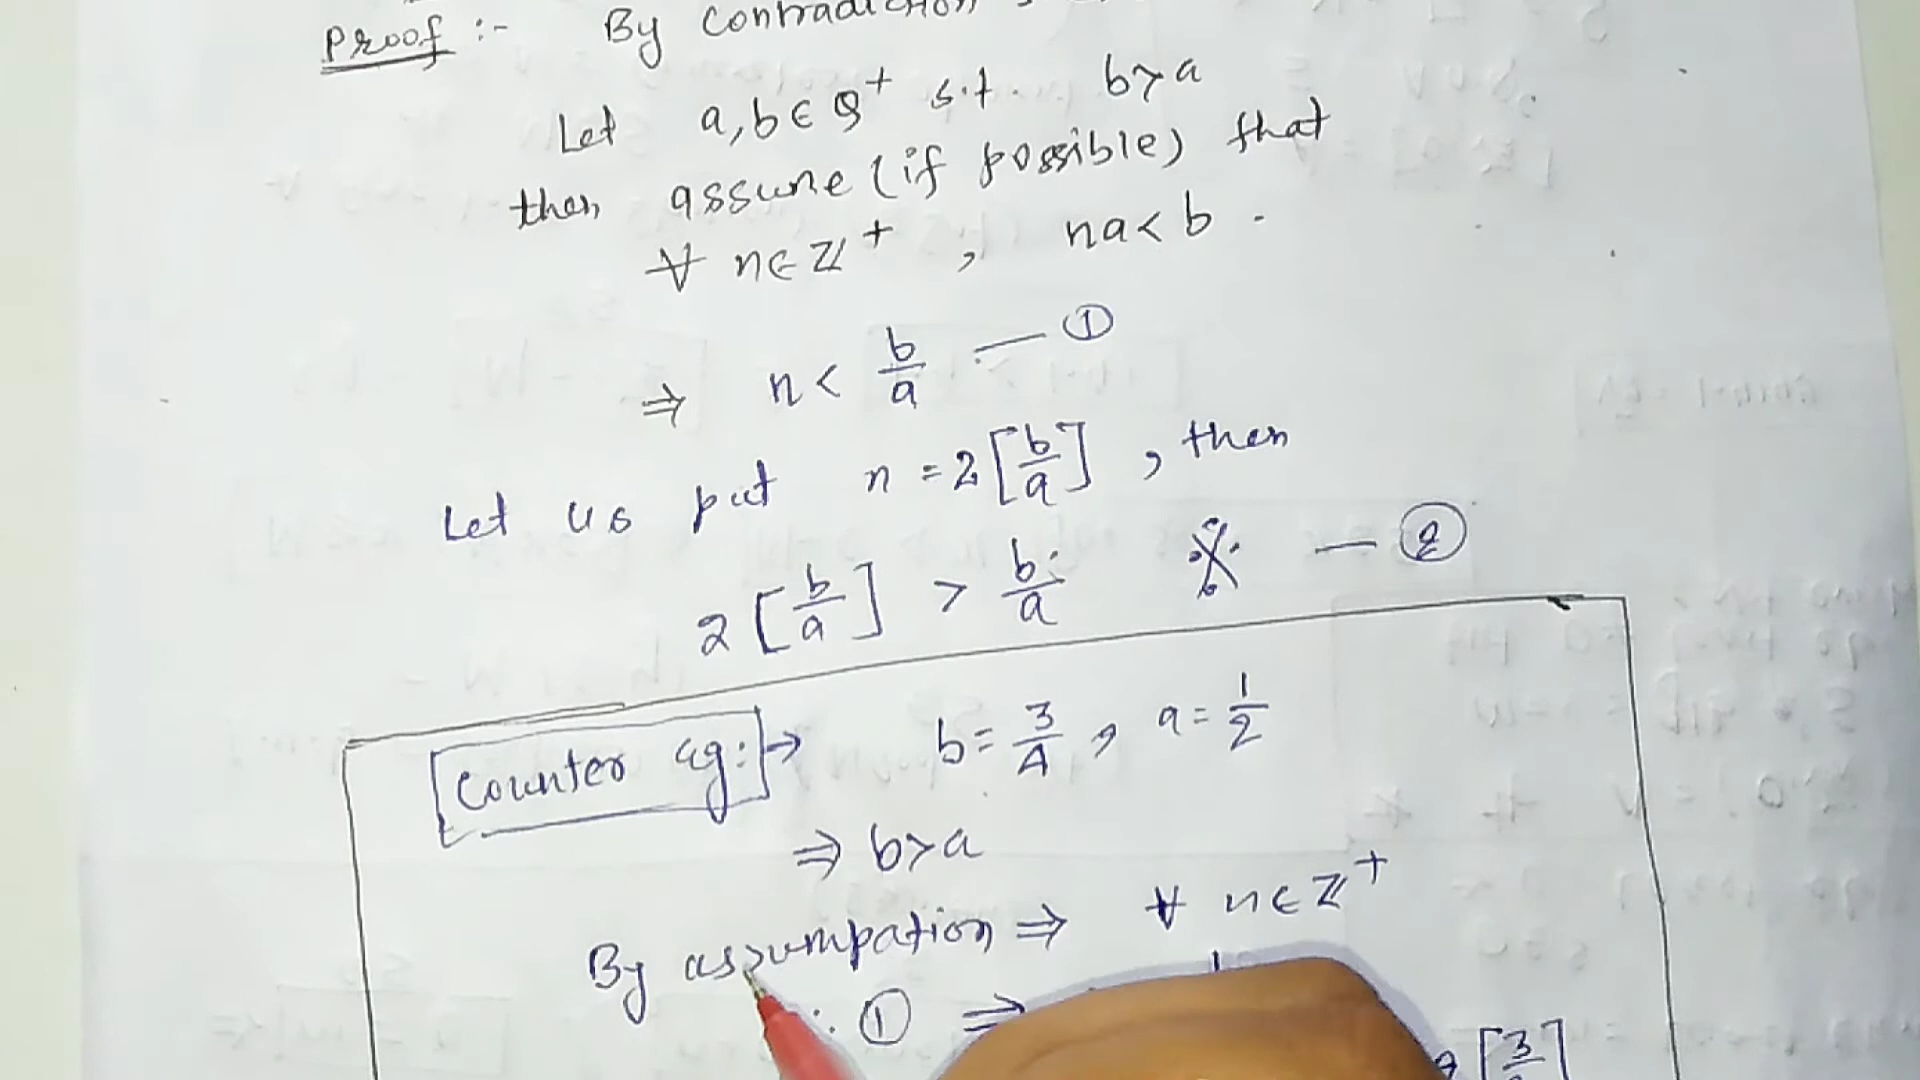 Proof :- By Contradiction
Let a, b ∈ Q⁺ s.t. b > a
then assume (if possible) that
∀ n ∈ ℤ⁺ , na < b .
⇒ n < b/a — ①
Let us put n = 2[b/a] , then
2[b/a] > b/a — ②
Counter eg: → b = 3/4 , a = 1/2
⇒ b > a
By assumpation ⇒ ∀ n ∈ ℤ⁺
∴ ① ⇒